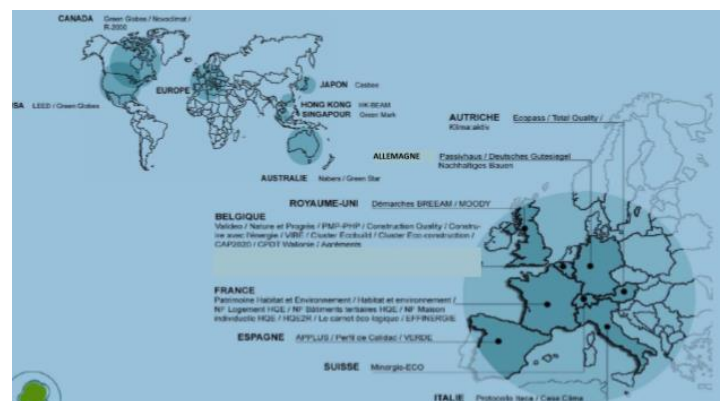 CANADA Green Globes / Novoclimat /
R-2000
USA LEED / Green Globes
EUROPE
JAPON Casbee
HONG KONG HK-BEAM
SINGAPOUR Green Mark
AUSTRALIE Nabers / Green Star
AUTRICHE Ecopass / Total Quality /
Klima:aktiv
ALLEMAGNE Passivhaus / Deutsches Gutesiegel
Nachhaltiges Bauen
ROYAUME-UNI Démarches BREEAM / MOODY
BELGIQUE
Valideo / Nature et Progrès / PMP-PHP / Construction Quality / Constru-
ire avec l'énergie / VIBE / Cluster Ecobuild / Cluster Eco-construction /
CAP2020 / CPDT Wallonie / Agréments
FRANCE
Patrimoine Habitat et Environnement / Habitat et environnement /
NF Logement HQE / NF Bâtiments tertiaires HQE / NF Maison
individuelle HQE / HQE2R / Le carnet éco-logique / EFFINERGIE
ESPAGNE APPLUS / Perfil de Calidad / VERDE
SUISSE Minergie-ECO
ITALIE Protocollo Itaca / Casa Clima